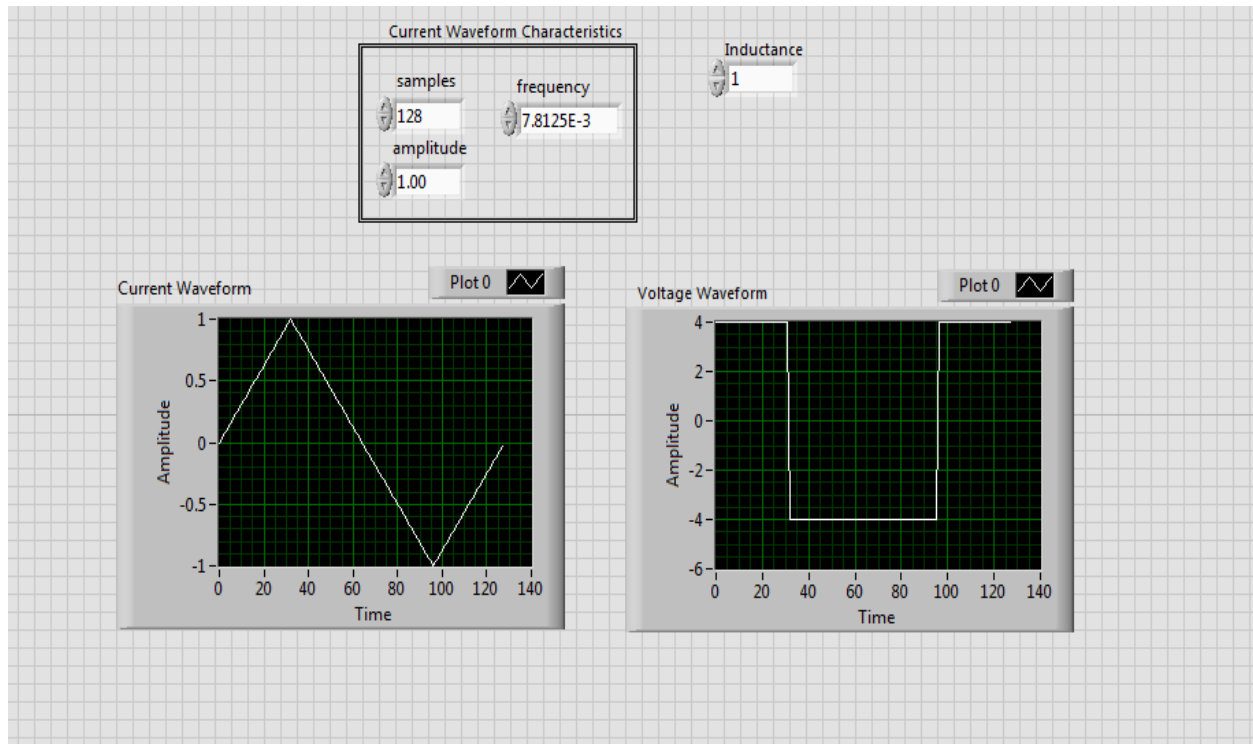 Current Waveform Characteristics
Inductance
1
samples
frequency
128
7.8125E-3
amplitude
1.00
Current Waveform
Plot 0
1
0.5
0
-0.5
-1
Amplitude
0 20 40 60 80 100 120 140
Time
Voltage Waveform
Plot 0
4
2
0
-2
-4
-6
Amplitude
0 20 40 60 80 100 120 140
Time